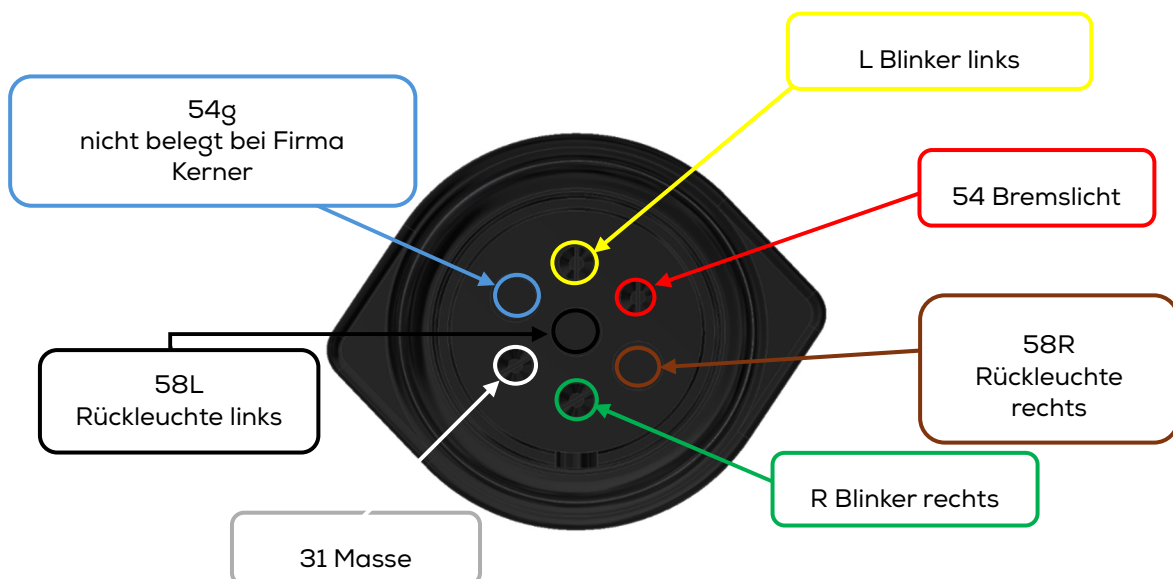 L Blinker links
54g
nicht belegt bei Firma
Kerner
54 Bremslicht
58L
Rückleuchte links
58R
Rückleuchte
rechts
R Blinker rechts
31 Masse